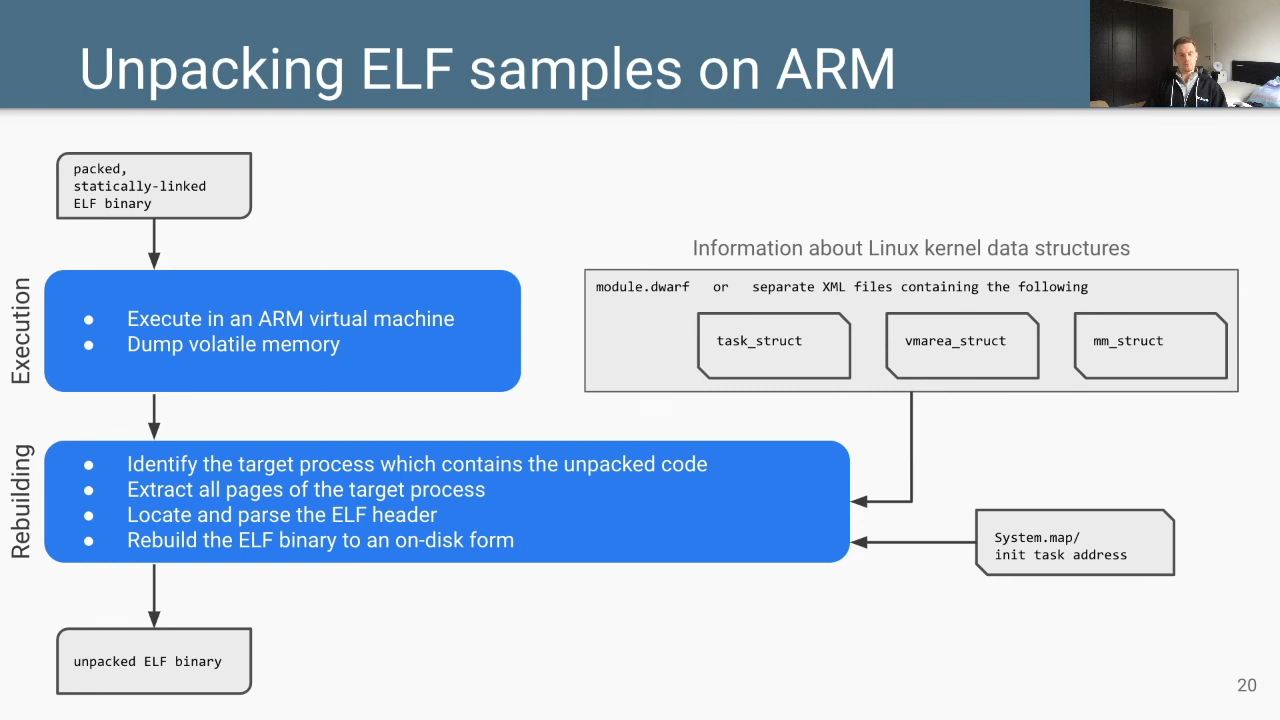 Unpacking ELF samples on ARM
packed,
statically-linked
ELF binary
Execution
● Execute in an ARM virtual machine
● Dump volatile memory
Information about Linux kernel data structures
module.dwarf or separate XML files containing the following
task_struct
vmarea_struct
mm_struct
Rebuilding
● Identify the target process which contains the unpacked code
● Extract all pages of the target process
● Locate and parse the ELF header
● Rebuild the ELF binary to an on-disk form
System.map/
init task address
unpacked ELF binary
20